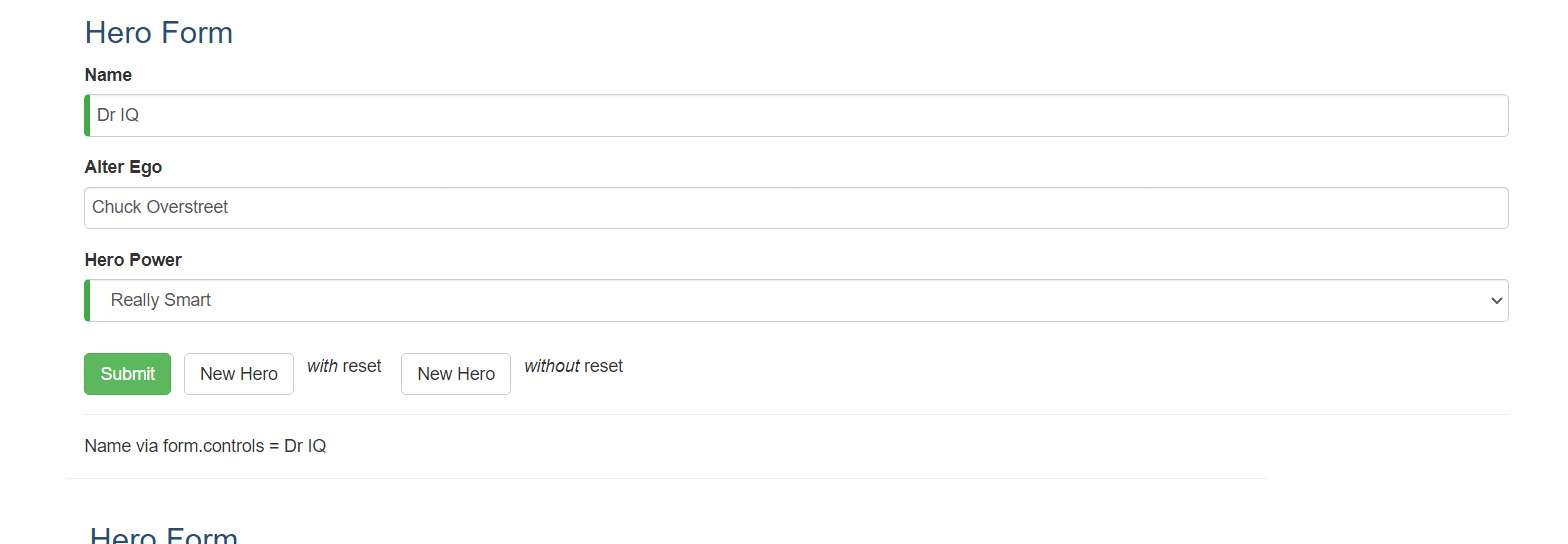 Hero Form
Name
Dr IQ
Alter Ego
Chuck Overstreet
Hero Power
Really Smart
Submit New Hero with reset New Hero without reset
Name via form.controls = Dr IQ
Hero Form